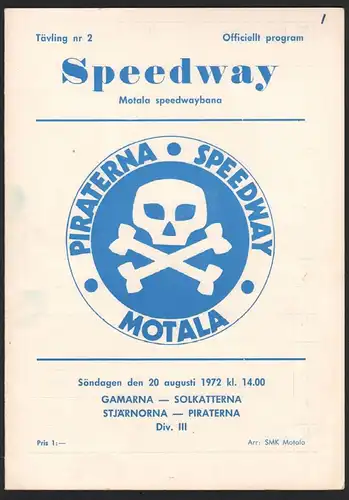 1
Tävling nr 2 Officiellt program
Speedway
Motala speedwaybana
PIRATERNA • SPEEDWAY • MOTALA •
Söndagen den 20 augusti 1972 kl. 14.00
GAMARNA — SOLKATTERNA
STJÄRNORNA — PIRATERNA
Div. III
Pris 1:— Arr: SMK Motala